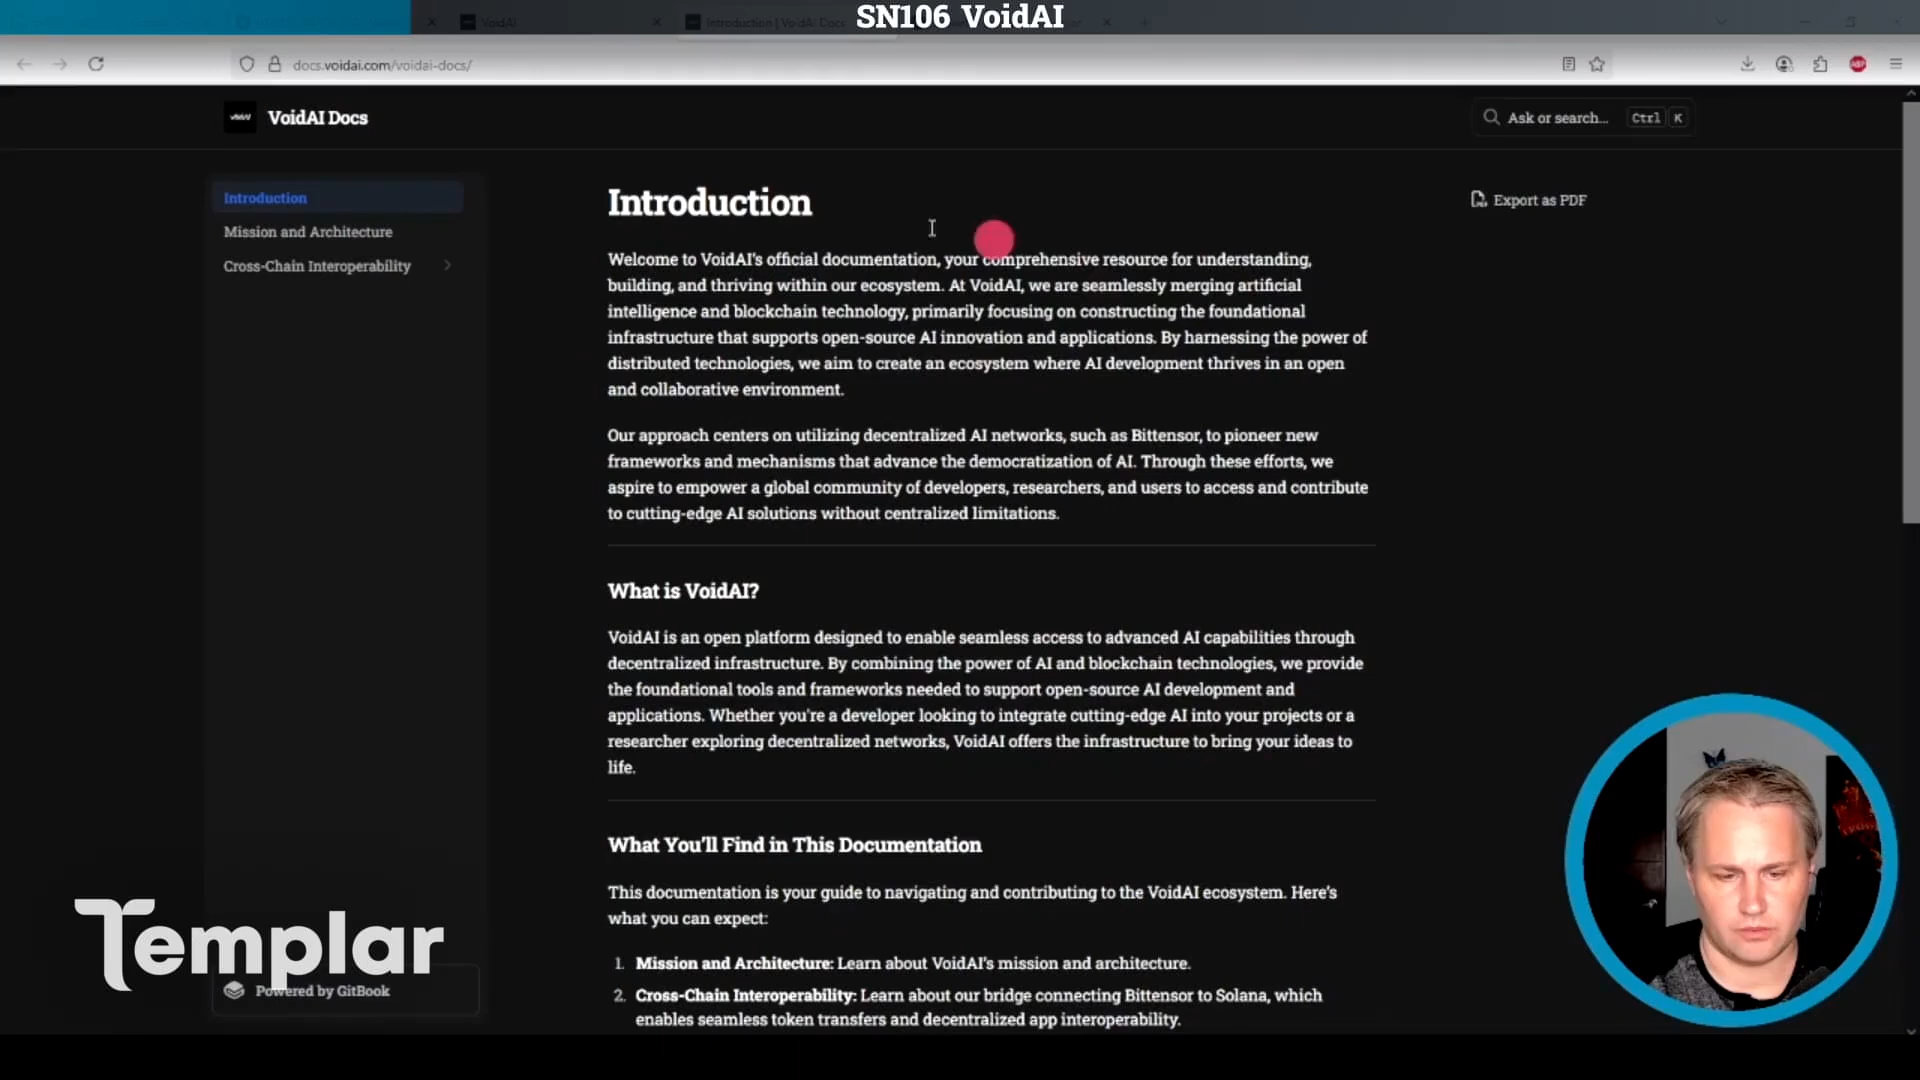 SN106 VoidAI
VoidAI
Introduction | VoidAI Docs
docs.voidai.com/voidai-docs/
VoidAI Docs
Ask or search...
Ctrl
K
Introduction
Mission and Architecture
Cross-Chain Interoperability
Introduction
Export as PDF
Welcome to VoidAI's official documentation, your comprehensive resource for understanding,
building, and thriving within our ecosystem. At VoidAI, we are seamlessly merging artificial
intelligence and blockchain technology, primarily focusing on constructing the foundational
infrastructure that supports open-source AI innovation and applications. By harnessing the power of
distributed technologies, we aim to create an ecosystem where AI development thrives in an open
and collaborative environment.
Our approach centers on utilizing decentralized AI networks, such as Bittensor, to pioneer new
frameworks and mechanisms that advance the democratization of AI. Through these efforts, we
aspire to empower a global community of developers, researchers, and users to access and contribute
to cutting-edge AI solutions without centralized limitations.
What is VoidAI?
VoidAI is an open platform designed to enable seamless access to advanced AI capabilities through
decentralized infrastructure. By combining the power of AI and blockchain technologies, we provide
the foundational tools and frameworks needed to support open-source AI development and
applications. Whether you're a developer looking to integrate cutting-edge AI into your projects or a
researcher exploring decentralized networks, VoidAI offers the infrastructure to bring your ideas to
life.
What You'll Find in This Documentation
This documentation is your guide to navigating and contributing to the VoidAI ecosystem. Here's
what you can expect:
1. Mission and Architecture: Learn about VoidAI's mission and architecture.
2. Cross-Chain Interoperability: Learn about our bridge connecting Bittensor to Solana, which
enables seamless token transfers and decentralized app interoperability.
Templar
Powered by GitBook